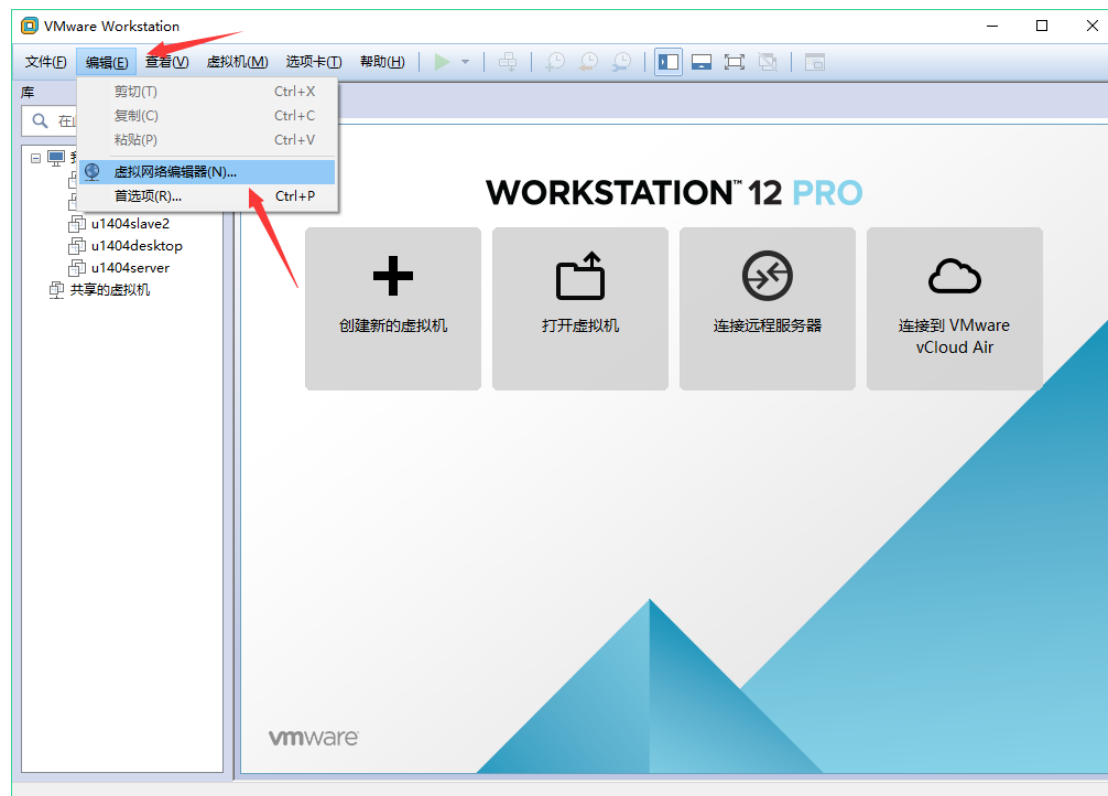 VMware Workstation
文件(F) 编辑(E) 查看(V) 虚拟机(M) 选项卡(T) 帮助(H)
库
剪切(T) Ctrl+X
复制(C) Ctrl+C
粘贴(P) Ctrl+V
虚拟网络编辑器(N)...
首选项(R)... Ctrl+P
在
u1404slave2
u1404desktop
u1404server
共享的虚拟机
WORKSTATION™ 12 PRO
创建新的虚拟机
打开虚拟机
连接远程服务器
连接到 VMware
vCloud Air
vmware